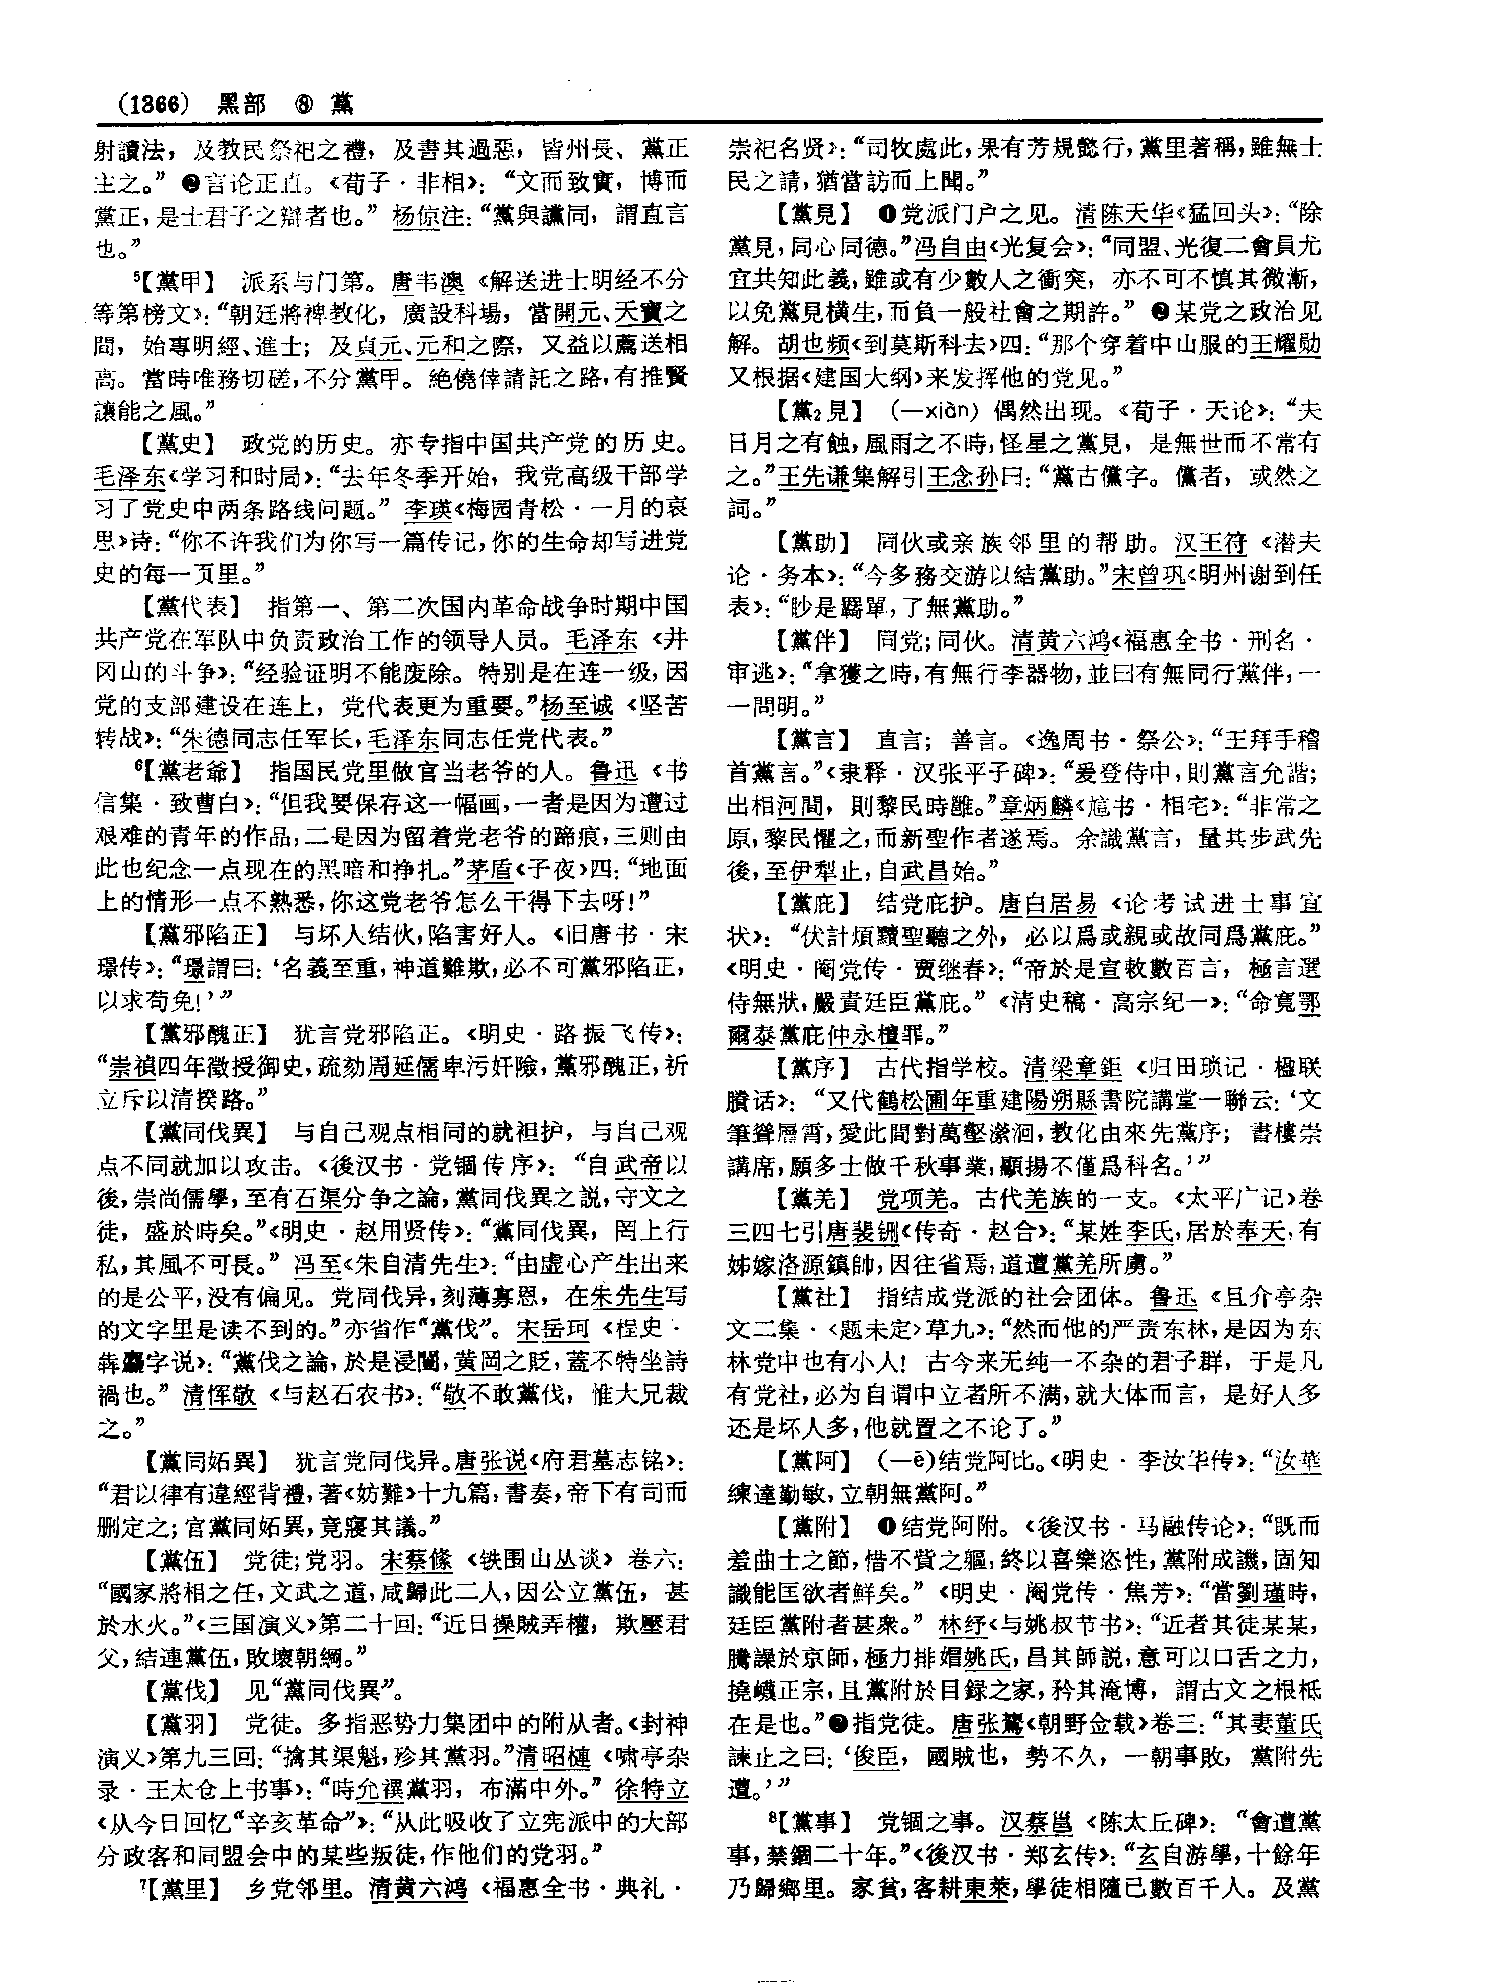 （1366） 黑部 ⑧ 黨
射讀法，及教民祭祀之禮，及書其過惡，皆州長、黨正
主之。”❷言论正直。《荀子·非相》：“文而致實，博而
黨正，是士君子之辯者也。”杨倞注：“黨與讜同，謂直言
也。”
⁵【黨甲】 派系与门第。唐韦澳《解送进士明经不分
等第榜文》：“朝廷將裨教化，廣設科場，當開元、天寶之
間，始專明經、進士；及貞元、元和之際，又益以薦送相
高。當時唯務切磋，不分黨甲。絶僥倖請託之路，有推賢
讓能之風。”
【黨史】 政党的历史。亦专指中国共产党的历史。
毛泽东《学习和时局》：“去年冬季开始，我党高级干部学
习了党史中两条路线问题。”李瑛《梅园青松·一月的哀
思》诗：“你不许我们为你写一篇传记，你的生命却写进党
史的每一页里。”
【黨代表】 指第一、第二次国内革命战争时期中国
共产党在军队中负责政治工作的领导人员。毛泽东《井
冈山的斗争》：“经验证明不能废除。特别是在连一级，因
党的支部建设在连上，党代表更为重要。”杨至诚《坚苦
转战》：“朱德同志任军长，毛泽东同志任党代表。”
⁶【黨老爺】 指国民党里做官当老爷的人。鲁迅《书
信集·致曹白》：“但我要保存这一幅画，一者是因为遭过
艰难的青年的作品，二是因为留着党老爷的蹄痕，三则由
此也纪念一点现在的黑暗和挣扎。”茅盾《子夜》四：“地面
上的情形一点不熟悉，你这党老爷怎么干得下去呀！”
【黨邪陷正】 与坏人结伙，陷害好人。《旧唐书·宋
璟传》：“璟謂曰：‘名義至重，神道難欺，必不可黨邪陷正，
以求苟免！’”
【黨邪醜正】 犹言党邪陷正。《明史·路振飞传》：
“崇禎四年徵授御史，疏劾周延儒卑污奸險，黨邪醜正，祈
立斥以清揆路。”
【黨同伐異】 与自己观点相同的就袒护，与自己观
点不同就加以攻击。《後汉书·党锢传序》：“自武帝以
後，崇尚儒學，至有石渠分争之論，黨同伐異之説，守文之
徒，盛於時矣。”《明史·赵用贤传》：“黨同伐異，罔上行
私，其風不可長。”冯至《朱自清先生》：“由虚心产生出来
的是公平，没有偏见。党同伐异，刻薄寡恩，在朱先生写
的文字里是读不到的。”亦省作“黨伐”。宋岳珂《桯史·
犇麤字说》：“黨伐之論，於是浸闓，黄岡之貶，蓋不特坐詩
禍也。”清恽敬《与赵石农书》：“敬不敢黨伐，惟大兄裁
之。”
【黨同妬異】 犹言党同伐异。唐张说《府君墓志铭》：
“君以律有違經背禮，著《妨難》十九篇，書奏，帝下有司而
删定之；官黨同妬異，竟寢其議。”
【黨伍】 党徒；党羽。宋蔡絛《铁围山丛谈》卷六：
“國家將相之任，文武之道，咸歸此二人，因公立黨伍，甚
於水火。”《三国演义》第二十回：“近日操賊弄權，欺壓君
父，結連黨伍，敗壞朝綱。”
【黨伐】 见“黨同伐異”。
【黨羽】 党徒。多指恶势力集团中的附从者。《封神
演义》第九三回：“擒其渠魁，殄其黨羽。”清昭梿《啸亭杂
录·王太仓上书事》：“時允禩黨羽，布滿中外。”徐特立
《从今日回忆“辛亥革命”》：“从此吸收了立宪派中的大部
分政客和同盟会中的某些叛徒，作他们的党羽。”
⁷【黨里】 乡党邻里。清黄六鸿《福惠全书·典礼·
崇祀名贤》：“司牧處此，果有芳規懿行，黨里著稱，雖無士
民之請，猶當訪而上聞。”
【黨見】 ❶党派门户之见。清陈天华《猛回头》：“除
黨見，同心同德。”冯自由《光复会》：“同盟、光復二會員尤
宜共知此義，雖或有少數人之衝突，亦不可不慎其微漸，
以免黨見横生，而負一般社會之期許。”❷某党之政治见
解。胡也频《到莫斯科去》四：“那个穿着中山服的王耀勋
又根据《建国大纲》来发挥他的党见。”
【黨₂見】 （—xiàn）偶然出现。《荀子·天论》：“夫
日月之有蝕，風雨之不時，怪星之黨見，是無世而不常有
之。”王先谦集解引王念孙曰：“黨古儻字。儻者，或然之
詞。”
【黨助】 同伙或亲族邻里的帮助。汉王符《潜夫
论·务本》：“今多務交游以結黨助。”宋曾巩《明州谢到任
表》：“眇是羈單，了無黨助。”
【黨伴】 同党；同伙。清黄六鸿《福惠全书·刑名·
审逃》：“拿獲之時，有無行李器物，並曰有無同行黨伴，一
一問明。”
【黨言】 直言；善言。《逸周书·祭公》：“王拜手稽
首黨言。”《隶释·汉张平子碑》：“爰登侍中，則黨言允諧；
出相河間，則黎民時雝。”章炳麟《訄书·相宅》：“非常之
原，黎民懼之，而新聖作者遂焉。余識黨言，量其步武先
後，至伊犁止，自武昌始。”
【黨庇】 结党庇护。唐白居易《论考试进士事宜
状》：“伏計煩黷聖聽之外，必以爲或親或故同爲黨庇。”
《明史·阉党传·贾继春》：“帝於是宣敕數百言，極言選
侍無狀，嚴責廷臣黨庇。”《清史稿·高宗纪一》：“命寬鄂
爾泰黨庇仲永檀罪。”
【黨序】 古代指学校。清梁章鉅《归田琐记·楹联
賸话》：“又代鶴松圃年重建陽朔縣書院講堂一聯云：‘文
筆聳層霄，愛此間對萬壑瀠洄，教化由來先黨序；書樓崇
講席，願多士做千秋事業，顯揚不僅爲科名。’”
【黨羌】 党项羌。古代羌族的一支。《太平广记》卷
三四七引唐裴铏《传奇·赵合》：“某姓李氏，居於奉天，有
姊嫁洛源鎮帥，因往省焉，道遭黨羌所虜。”
【黨社】 指结成党派的社会团体。鲁迅《且介亭杂
文二集·〈题未定〉草九》：“然而他的严责东林，是因为东
林党中也有小人！古今来无纯一不杂的君子群，于是凡
有党社，必为自谓中立者所不满，就大体而言，是好人多
还是坏人多，他就置之不论了。”
【黨阿】 （—ē）结党阿比。《明史·李汝华传》：“汝華
練達勤敏，立朝無黨阿。”
【黨附】 ❶结党阿附。《後汉书·马融传论》：“既而
羞曲士之節，惜不貲之軀，終以喜樂恣性，黨附成譏，固知
識能匡欲者鮮矣。”《明史·阉党传·焦芳》：“當劉瑾時，
廷臣黨附者甚衆。”林纾《与姚叔节书》：“近者其徒某某，
騰譟於京師，極力排媢姚氏，昌其師説，意可以口舌之力，
撓蠛正宗，且黨附於目録之家，矜其淹博，謂古文之根柢
在是也。”❷指党徒。唐张鷟《朝野佥载》卷三：“其妻董氏
諫止之曰：‘俊臣，國賊也，勢不久，一朝事敗，黨附先
遭。’”
⁸【黨事】 党锢之事。汉蔡邕《陈太丘碑》：“會遭黨
事，禁錮二十年。”《後汉书·郑玄传》：“玄自游學，十餘年
乃歸鄉里。家貧，客耕東萊，學徒相隨已數百千人。及黨